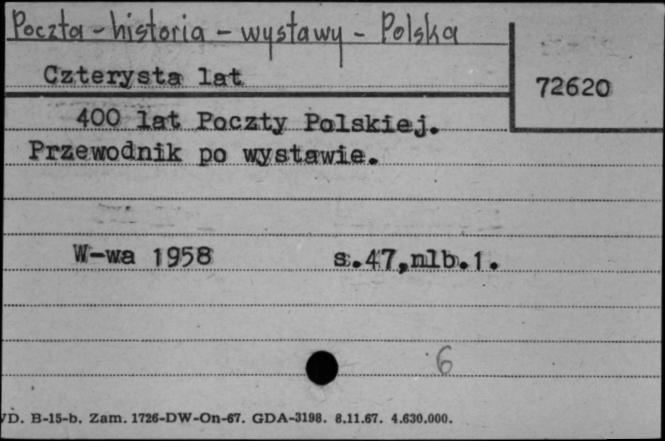 Poczta - historia - wystawy - Polska
Czterysta lat
72620
400 lat Poczty Polskiej.
Przewodnik po wystawie.
W-wa 1958 s.47,nlb.1.
6
VD. B-15-b. Zam. 1726-DW-On-67. GDA-3198. 8.11.67. 4.630.000.